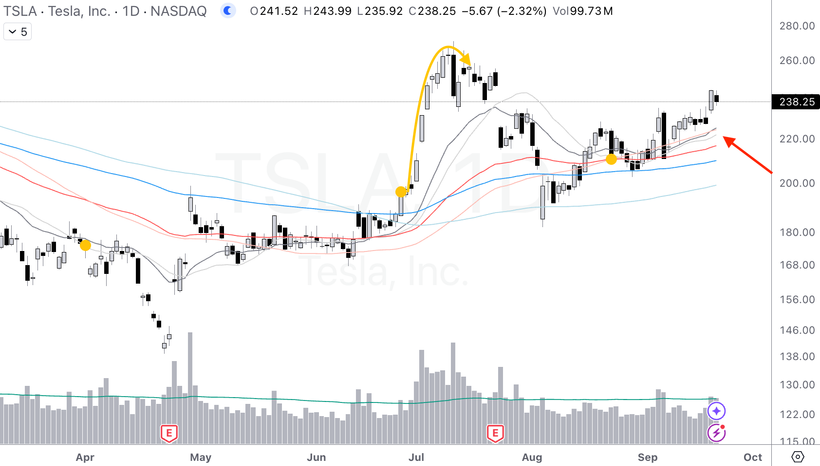 TSLA · Tesla, Inc. · 1D · NASDAQ O241.52 H243.99 L235.92 C238.25 −5.67 (−2.32%) Vol99.73M
5
280.00
260.00
238.25
220.00
200.00
180.00
168.00
156.00
146.00
138.00
130.00
122.00
115.00
TSLA, 1D
Tesla, Inc.
E E
Apr May Jun Jul Aug Sep Oct